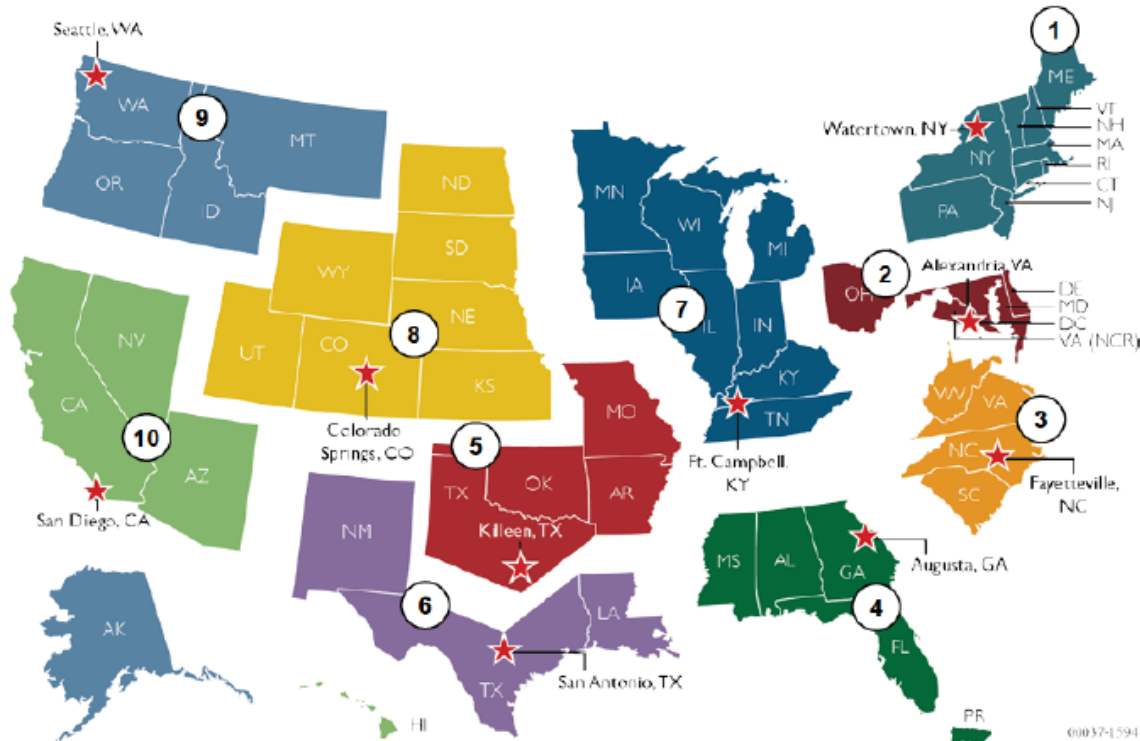 Seattle, WA
1
ME
WA
9
MT
VT
NH
Watertown, NY
MA
NY
RI
OR
ID
CT
NJ
PA
ND
MN
WI
MI
SD
WY
IA
2
Alexandria, VA
OH
DE
MD
DC
VA (NCR)
NE
7
IL
IN
NV
8
UT
CO
KS
KY
CA
TN
WV
VA
3
MO
10
Colorado
Springs, CO
5
NC
AZ
Ft. Campbell,
KY
Fayetteville,
NC
San Diego, CA
TX
OK
AR
SC
NM
Killeen, TX
MS
AL
GA
Augusta, GA
AK
6
LA
4
FL
TX
San Antonio, TX
HI
PR
00037-1594